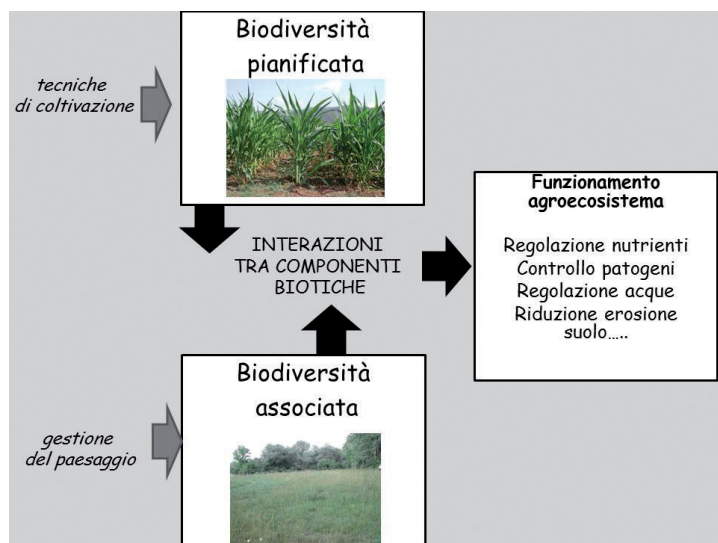 Biodiversità
pianificata
tecniche
di coltivazione
INTERAZIONI
TRA COMPONENTI
BIOTICHE
Funzionamento
agroecosistema
Regolazione nutrienti
Controllo patogeni
Regolazione acque
Riduzione erosione
suolo.....
Biodiversità
associata
gestione
del paesaggio